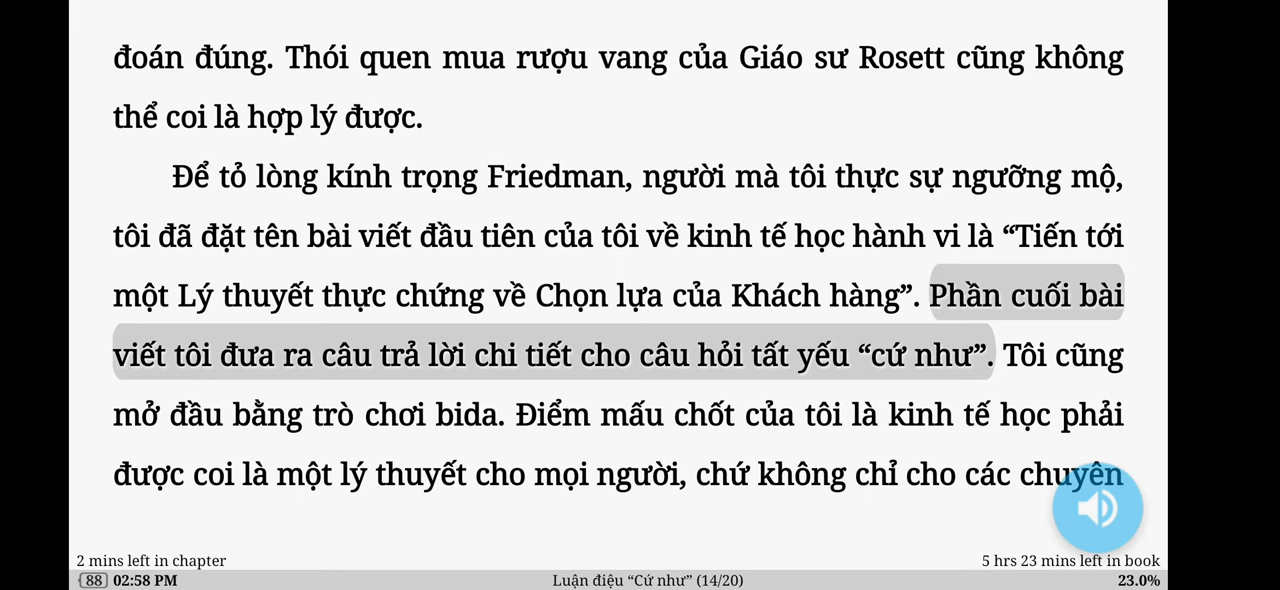 đoán đúng. Thói quen mua rượu vang của Giáo sư Rosett cũng không
thể coi là hợp lý được.
Để tỏ lòng kính trọng Friedman, người mà tôi thực sự ngưỡng mộ,
tôi đã đặt tên bài viết đầu tiên của tôi về kinh tế học hành vi là “Tiến tới
một Lý thuyết thực chứng về Chọn lựa của Khách hàng”. Phần cuối bài
viết tôi đưa ra câu trả lời chi tiết cho câu hỏi tất yếu “cứ như”. Tôi cũng
mở đầu bằng trò chơi bida. Điểm mấu chốt của tôi là kinh tế học phải
được coi là một lý thuyết cho mọi người, chứ không chỉ cho các chuyên
2 mins left in chapter 5 hrs 23 mins left in book
88 02:58 PM Luận điệu “Cứ như” (14/20) 23.0%